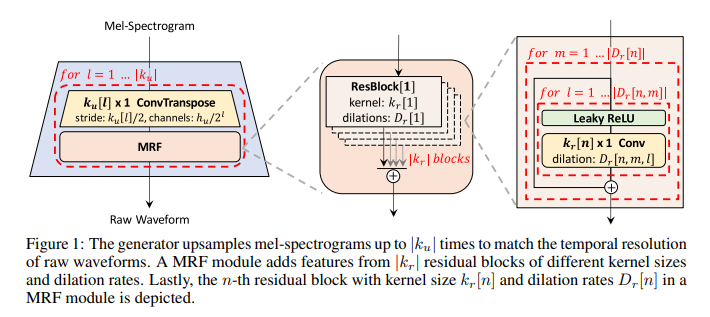 Mel-Spectrogram
for l = 1 … |k_u|
k_u[l] x 1 ConvTranspose
stride: k_u[l]/2, channels: h_u/2^l
MRF
Raw Waveform
ResBlock[1]
kernel: k_r[1]
dilations: D_r[1]
|k_r| blocks
for m = 1 …|D_r[n]|
for l = 1 …|D_r[n,m]|
Leaky ReLU
k_r[n] x 1 Conv
dilation: D_r[n, m, l]
Figure 1: The generator upsamples mel-spectrograms up to |k_u| times to match the temporal resolution
of raw waveforms. A MRF module adds features from |k_r| residual blocks of different kernel sizes
and dilation rates. Lastly, the n-th residual block with kernel size k_r[n] and dilation rates D_r[n] in a
MRF module is depicted.